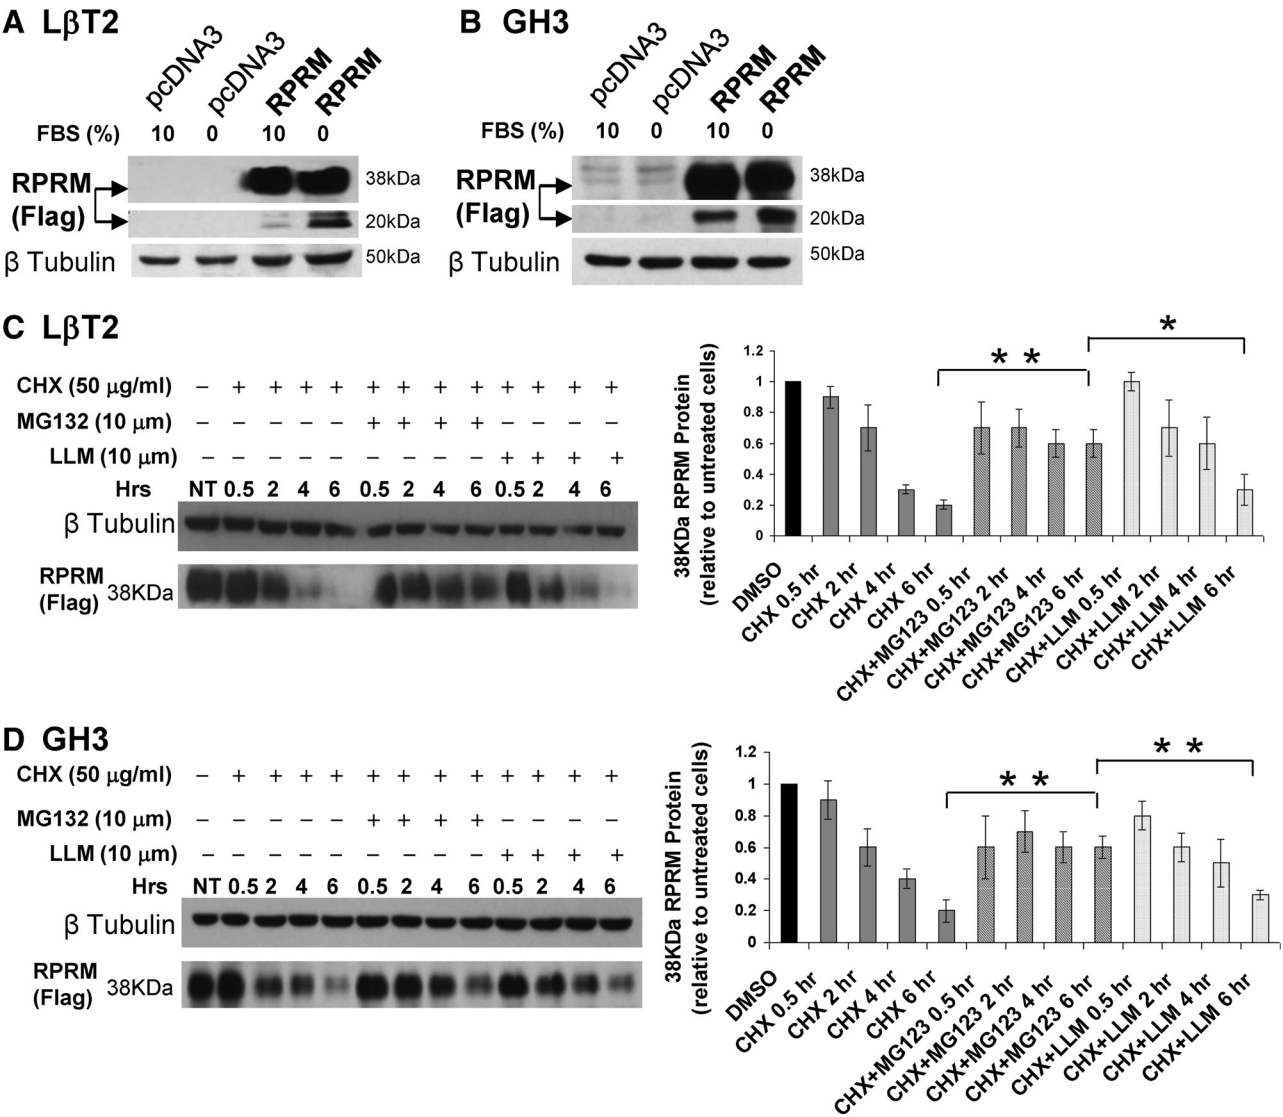 A LβT2
pcDNA3 pcDNA3 RPRM RPRM
FBS (%) 10 0 10 0
RPRM
(Flag)
38kDa
20kDa
β Tubulin 50kDa
B GH3
pcDNA3 pcDNA3 RPRM RPRM
FBS (%) 10 0 10 0
RPRM
(Flag)
38kDa
20kDa
β Tubulin 50kDa
C LβT2
CHX (50 μg/ml) – + + + + + + + + + + + +
MG132 (10 μm) – – – – – + + + + – – – –
LLM (10 μm) – – – – – – – – – + + + +
Hrs NT 0.5 2 4 6 0.5 2 4 6 0.5 2 4 6
β Tubulin
RPRM
(Flag) 38KDa
38KDa RPRM Protein
(relative to untreated cells)
1.2
1
0.8
0.6
0.4
0.2
0
* *
*
DMSO
CHX 0.5 hr
CHX 2 hr
CHX 4 hr
CHX 6 hr
CHX+MG123 0.5 hr
CHX+MG123 2 hr
CHX+MG123 4 hr
CHX+MG123 6 hr
CHX+LLM 0.5 hr
CHX+LLM 2 hr
CHX+LLM 4 hr
CHX+LLM 6 hr
D GH3
CHX (50 μg/ml) – + + + + + + + + + + + +
MG132 (10 μm) – – – – – + + + + – – – –
LLM (10 μm) – – – – – – – – – + + + +
Hrs NT 0.5 2 4 6 0.5 2 4 6 0.5 2 4 6
β Tubulin
RPRM
(Flag) 38KDa
38KDa RPRM Protein
(relative to untreated cells)
1.2
1
0.8
0.6
0.4
0.2
0
* *
* *
DMSO
CHX 0.5 hr
CHX 2 hr
CHX 4 hr
CHX 6 hr
CHX+MG123 0.5 hr
CHX+MG123 2 hr
CHX+MG123 4 hr
CHX+MG123 6 hr
CHX+LLM 0.5 hr
CHX+LLM 2 hr
CHX+LLM 4 hr
CHX+LLM 6 hr